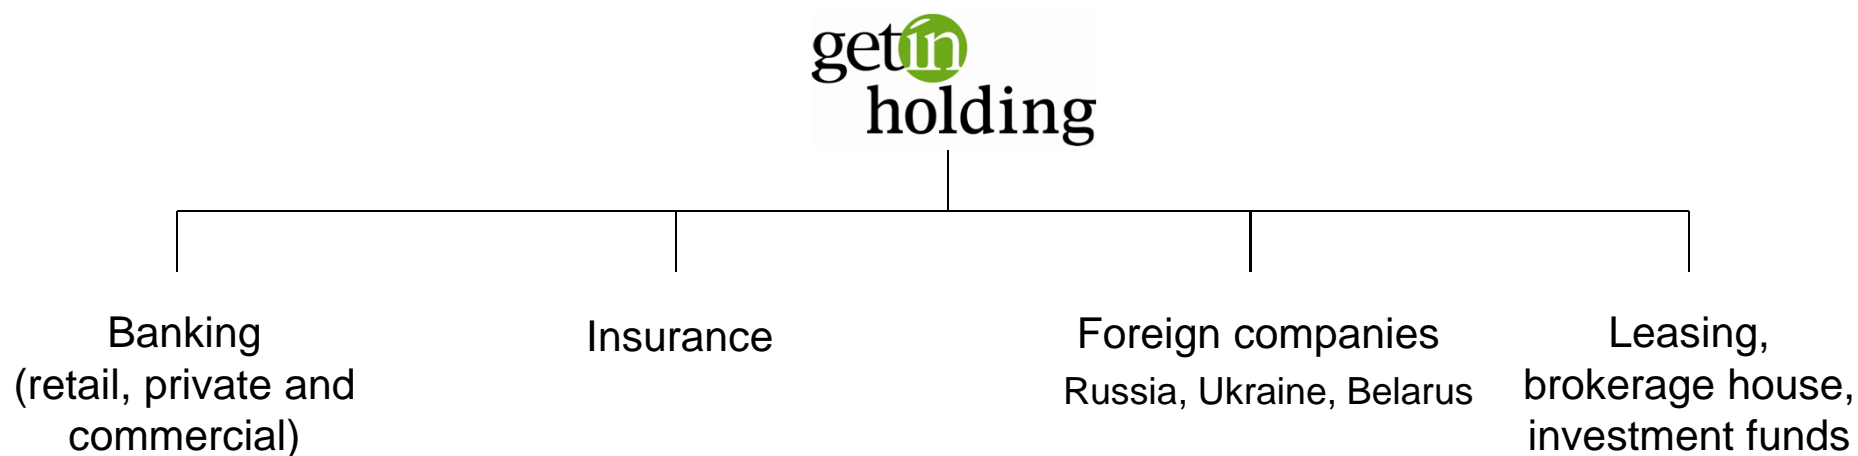 getin
holding
Banking
(retail, private and
commercial)
Insurance
Foreign companies
Russia, Ukraine, Belarus
Leasing,
brokerage house,
investment funds